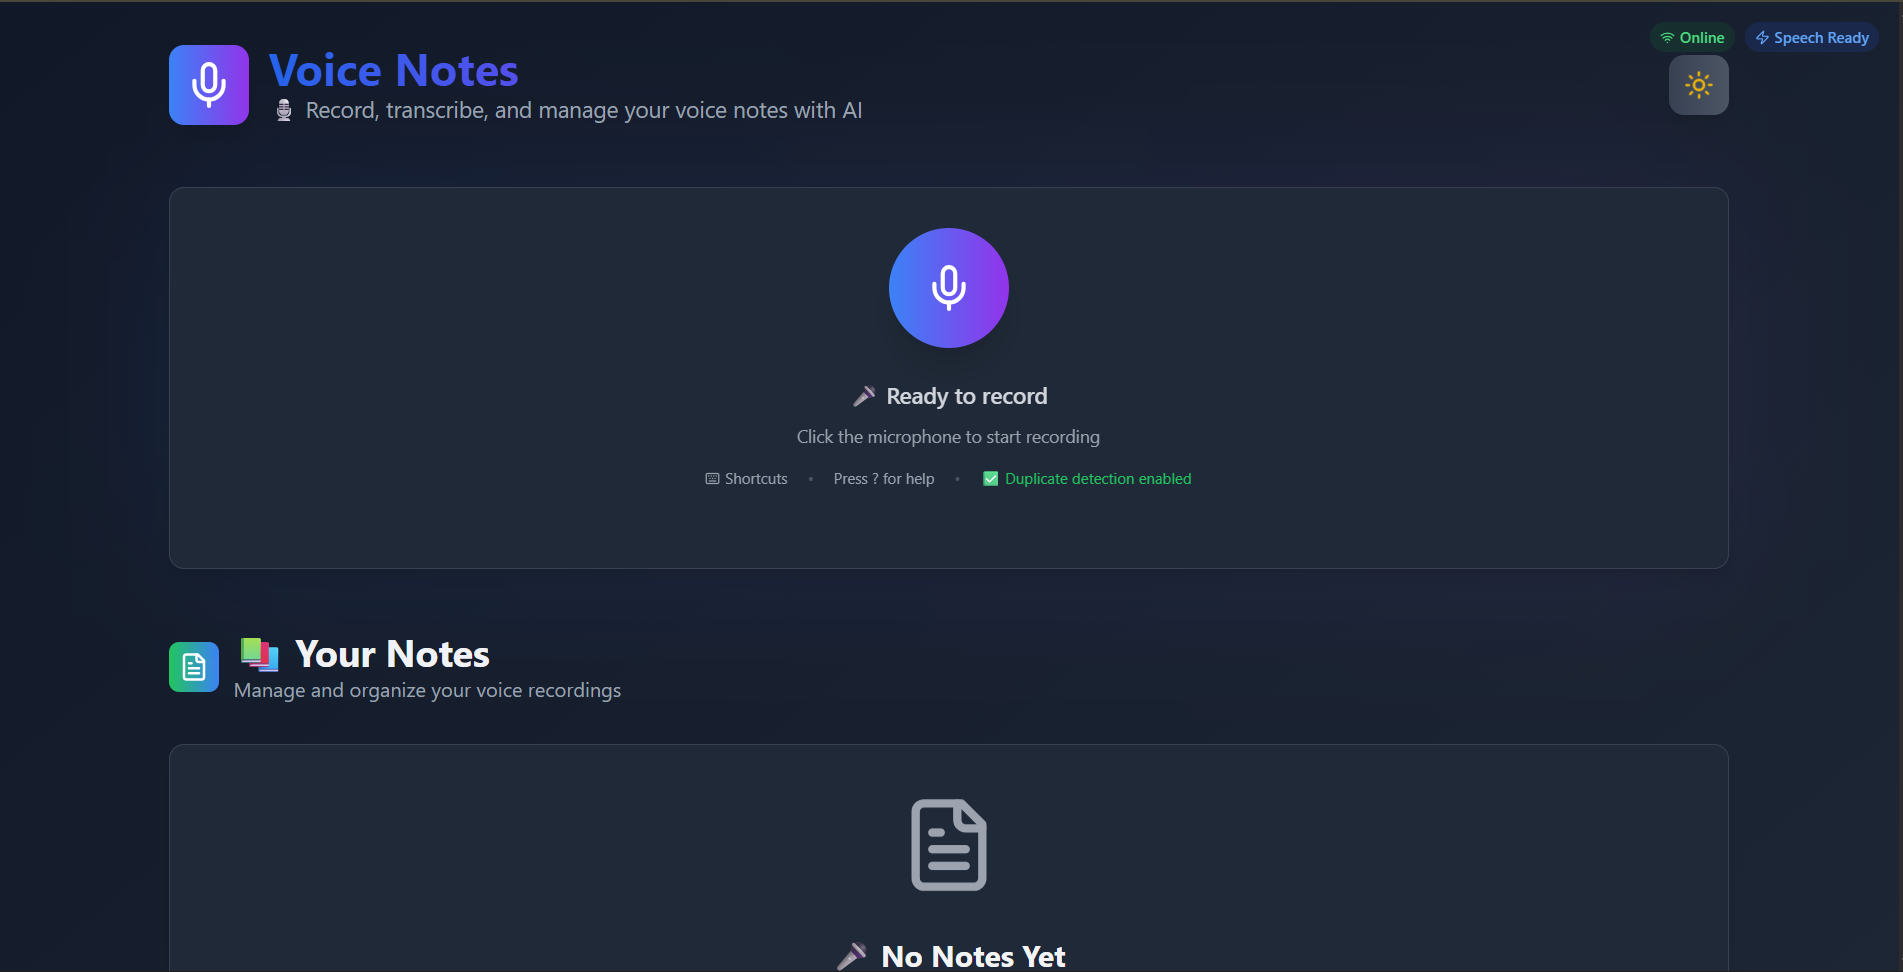 Online
Speech Ready
Voice Notes
Record, transcribe, and manage your voice notes with AI
Ready to record
Click the microphone to start recording
Shortcuts • Press ? for help • Duplicate detection enabled
Your Notes
Manage and organize your voice recordings
No Notes Yet